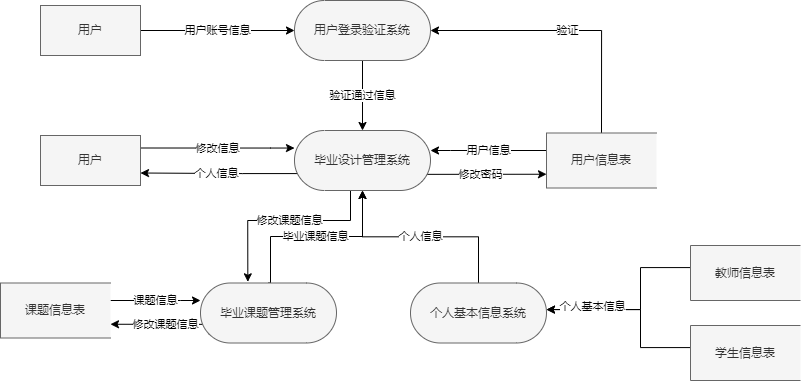 用户
用户账号信息
用户登录验证系统
验证
验证通过信息
用户
修改信息
个人信息
毕业设计管理系统
用户信息
修改密码
用户信息表
修改课题信息
毕业课题信息
个人信息
教师信息表
课题信息表
课题信息
修改课题信息
毕业课题管理系统
个人基本信息系统
个人基本信息
学生信息表